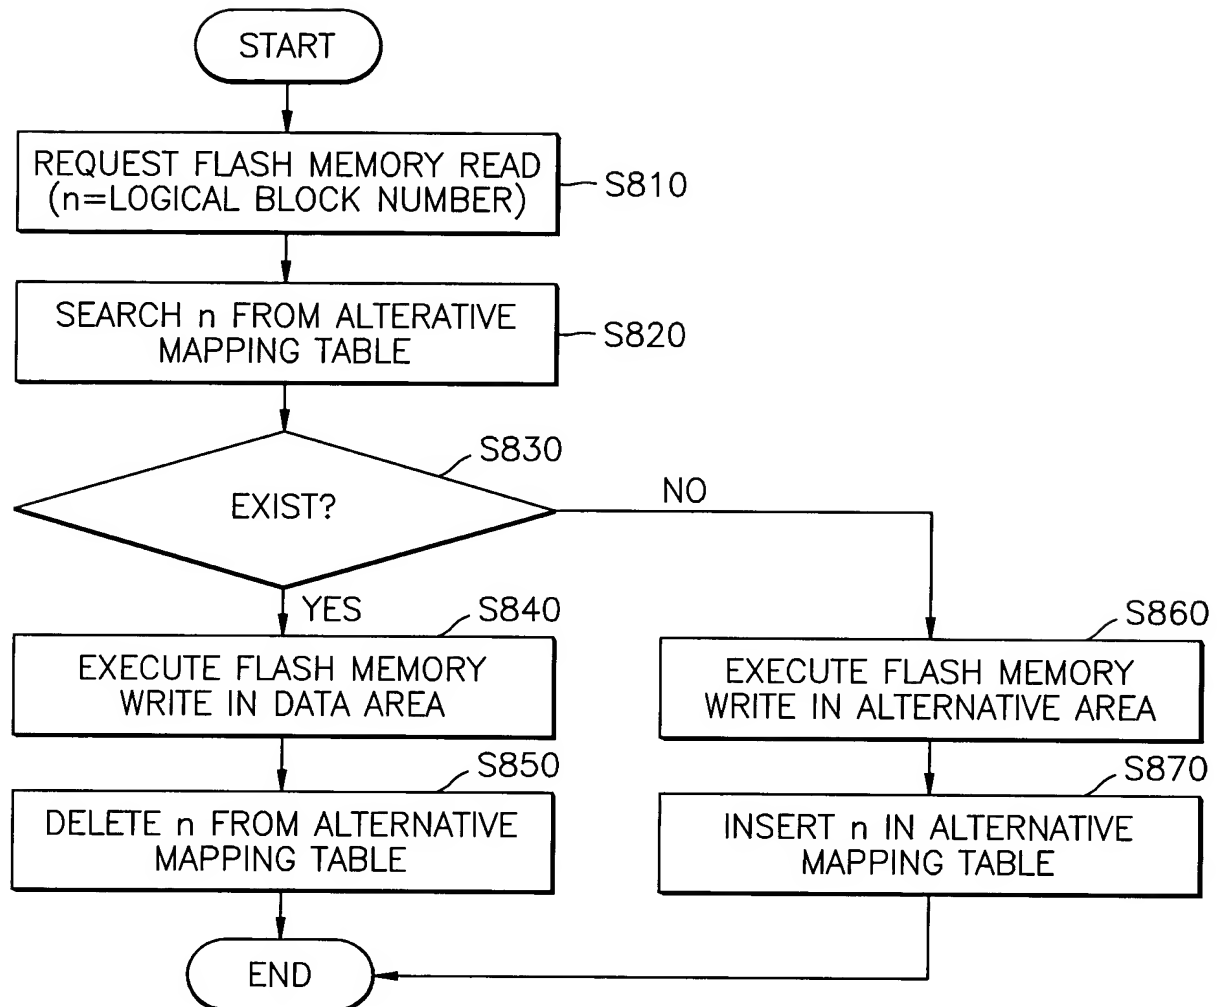 START
REQUEST FLASH MEMORY READ
(n=LOGICAL BLOCK NUMBER)
S810
SEARCH n FROM ALTERATIVE
MAPPING TABLE
S820
S830
EXIST?
NO
YES
S840
EXECUTE FLASH MEMORY
WRITE IN DATA AREA
S860
EXECUTE FLASH MEMORY
WRITE IN ALTERNATIVE AREA
S850
DELETE n FROM ALTERNATIVE
MAPPING TABLE
S870
INSERT n IN ALTERNATIVE
MAPPING TABLE
END